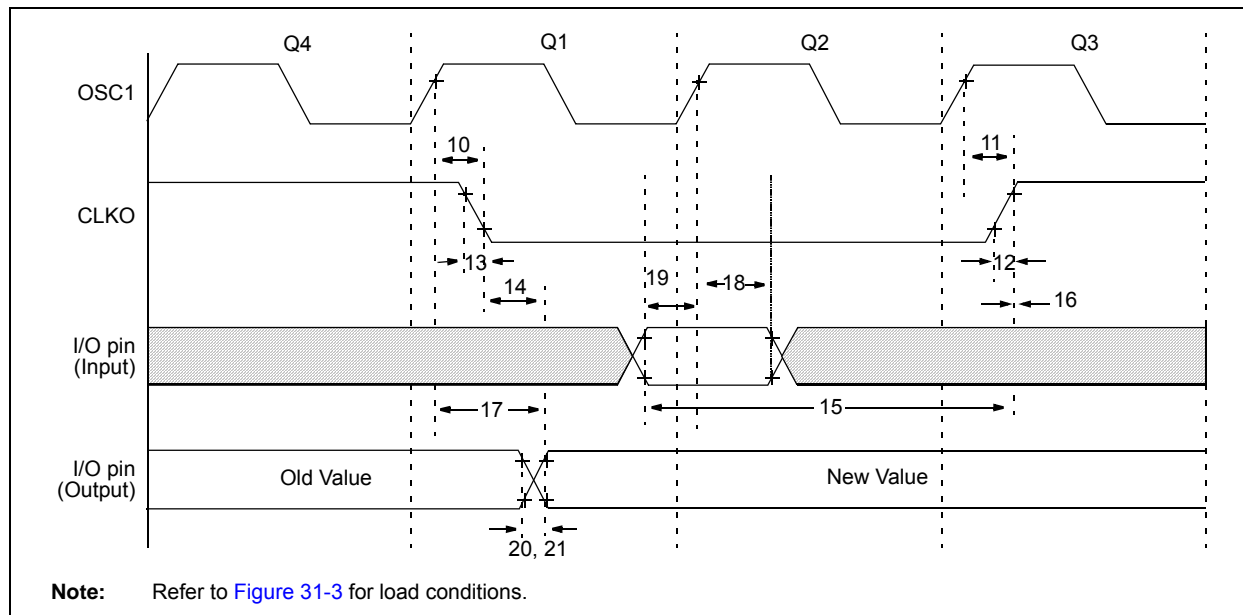 Q4 Q1 Q2 Q3
OSC1
10 11
CLKO
13 12
14 19 18 16
I/O pin
(Input)
17 15
I/O pin
(Output)
Old Value New Value
20, 21
Note: Refer to Figure 31-3 for load conditions.